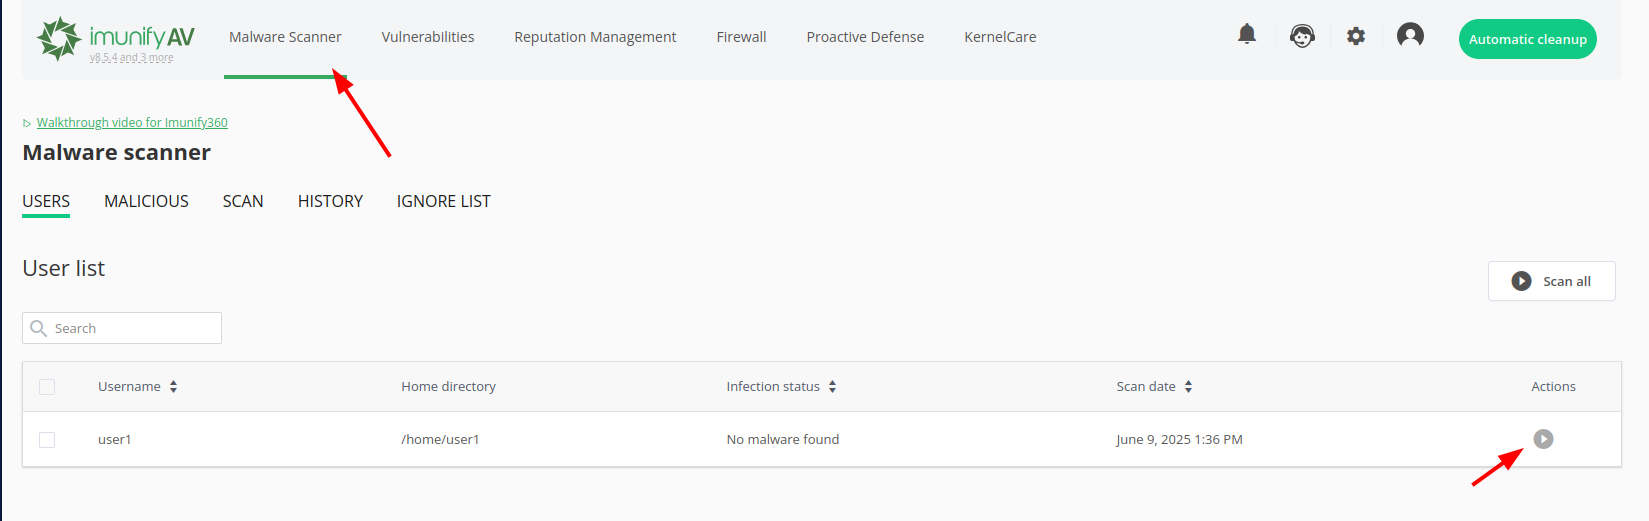 imunifyAV
v8.5.4 and 3 more
Malware Scanner
Vulnerabilities
Reputation Management
Firewall
Proactive Defense
KernelCare
Automatic cleanup
Walkthrough video for Imunify360
Malware scanner
USERS
MALICIOUS
SCAN
HISTORY
IGNORE LIST
User list
Scan all
Search
Username
Home directory
Infection status
Scan date
Actions
user1
/home/user1
No malware found
June 9, 2025 1:36 PM